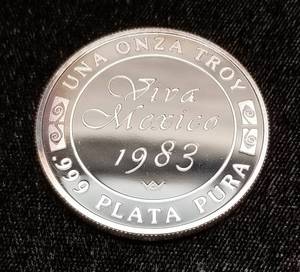 UNA ONZA TROY
Viva
Mexico
1983
.999 PLATA PURA